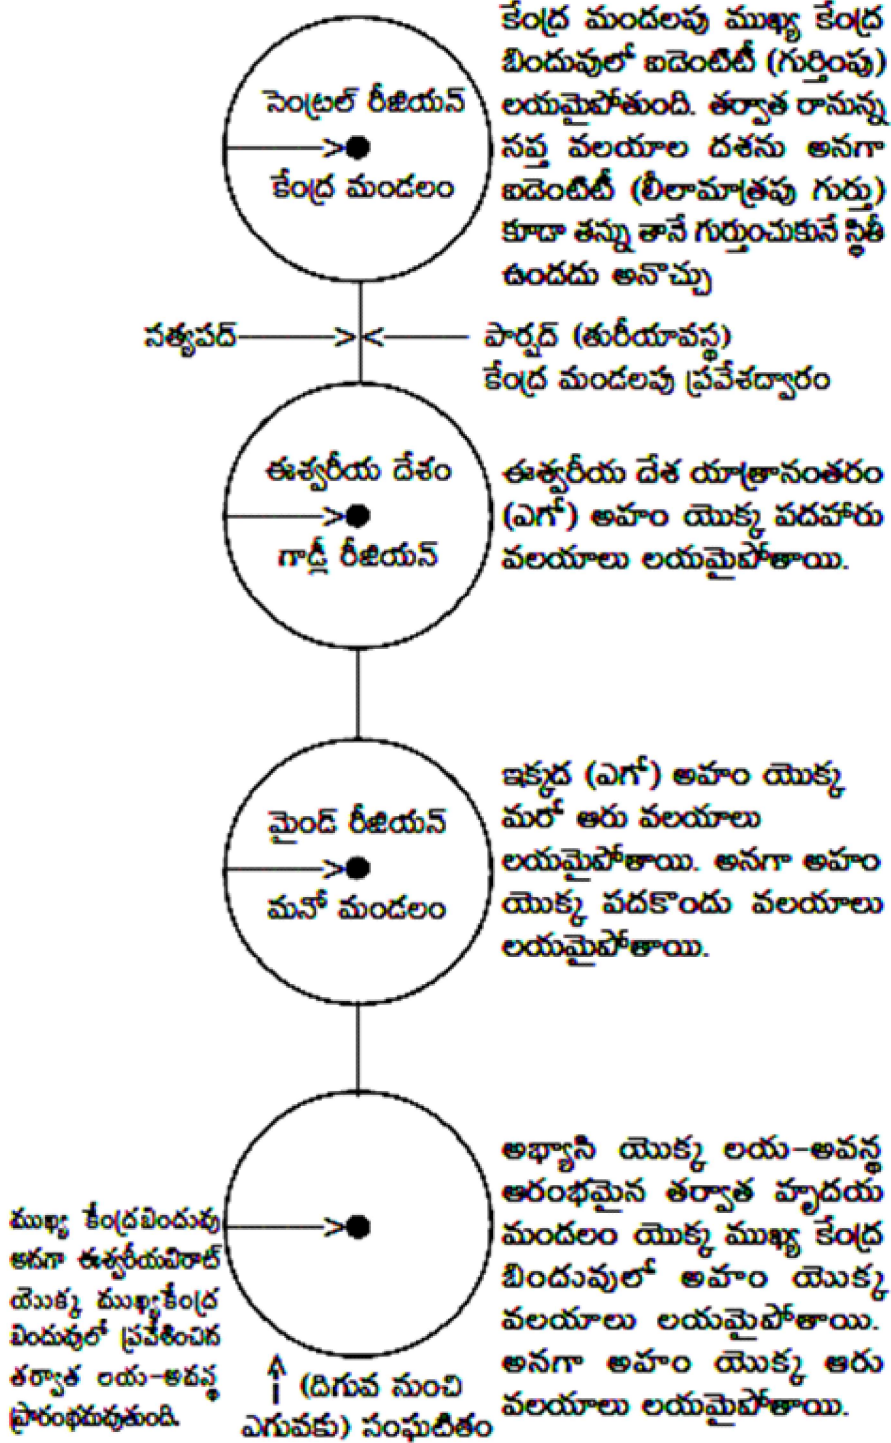 కేంద్ర మండలపు ముఖ్య కేంద్ర
బిందువులో ఐడెంటిటీ (గుర్తింపు)
లయమైపోతుంది. తర్వాత రానున్న
సప్త వలయాల దశను అనగా
ఐడెంటిటీ (లీలామాత్రపు గుర్తు)
కూడా తన్ను తానే గుర్తుంచుకునే స్థితీ
ఉండదు అనొచ్చు
సెంట్రల్ రీజియన్
కేంద్ర మండలం
సత్యపద్
పార్షద్ (తురీయావస్థ)
కేంద్ర మండలపు ప్రవేశద్వారం
ఈశ్వరీయ దేశం
గాడ్లీ రీజియన్
ఈశ్వరీయ దేశ యాత్రానంతరం
(ఎగో) అహం యొక్క పదహారు
వలయాలు లయమైపోతాయి.
మైండ్ రీజియన్
మనో మండలం
ఇక్కడ (ఎగో) అహం యొక్క
మరో ఆరు వలయాలు
లయమైపోతాయి. అనగా అహం
యొక్క పదకొండు వలయాలు
లయమైపోతాయి.
అభ్యాసి యొక్క లయ-అవస్థ
ఆరంభమైన తర్వాత హృదయ
మండలం యొక్క ముఖ్య కేంద్ర
బిందువులో అహం యొక్క
వలయాలు లయమైపోతాయి.
అనగా అహం యొక్క ఆరు
వలయాలు లయమైపోతాయి.
ముఖ్య కేంద్రబిందువు
అనగా ఈశ్వరీయవిరాట్
యొక్క ముఖ్యకేంద్ర
బిందువులో ప్రవేశించిన
తర్వాత లయ-అవస్థ
ప్రారంభమవుతుంది.
(దిగువ నుంచి
ఎగువకు) సంఘటితం